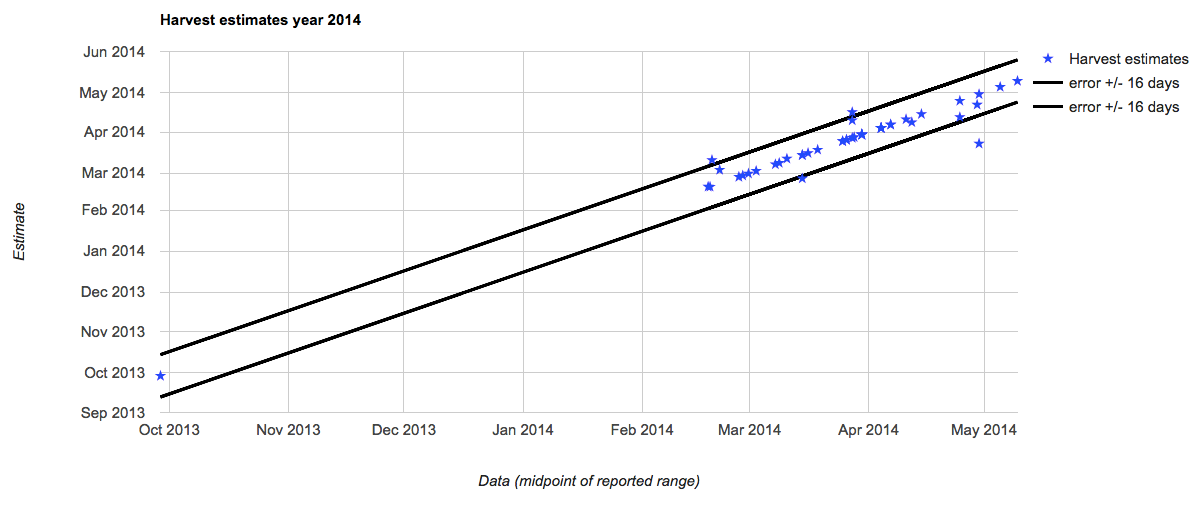 Harvest estimates year 2014
Jun 2014
May 2014
Apr 2014
Mar 2014
Feb 2014
Jan 2014
Dec 2013
Nov 2013
Oct 2013
Sep 2013
Estimate
Oct 2013
Nov 2013
Dec 2013
Jan 2014
Feb 2014
Mar 2014
Apr 2014
May 2014
Data (midpoint of reported range)
Harvest estimates
error +/- 16 days
error +/- 16 days